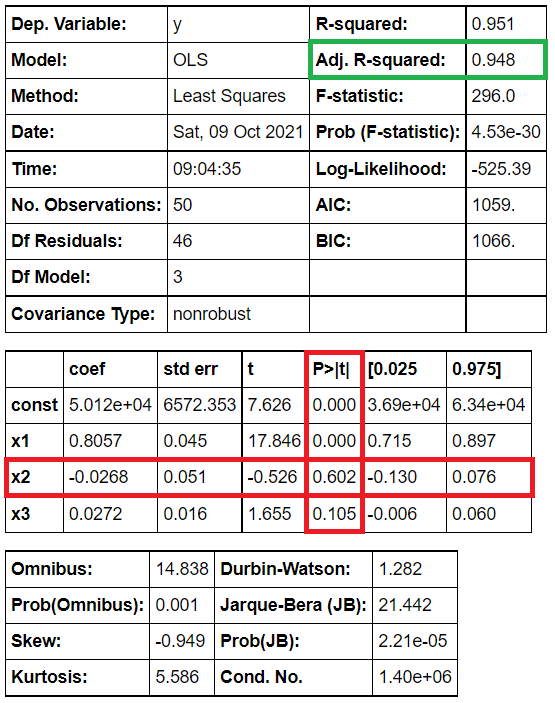 Dep. Variable: y R-squared: 0.951
Model: OLS Adj. R-squared: 0.948
Method: Least Squares F-statistic: 296.0
Date: Sat, 09 Oct 2021 Prob (F-statistic): 4.53e-30
Time: 09:04:35 Log-Likelihood: -525.39
No. Observations: 50 AIC: 1059.
Df Residuals: 46 BIC: 1066.
Df Model: 3
Covariance Type: nonrobust
coef std err t P>|t| [0.025 0.975]
const 5.012e+04 6572.353 7.626 0.000 3.69e+04 6.34e+04
x1 0.8057 0.045 17.846 0.000 0.715 0.897
x2 -0.0268 0.051 -0.526 0.602 -0.130 0.076
x3 0.0272 0.016 1.655 0.105 -0.006 0.060
Omnibus: 14.838 Durbin-Watson: 1.282
Prob(Omnibus): 0.001 Jarque-Bera (JB): 21.442
Skew: -0.949 Prob(JB): 2.21e-05
Kurtosis: 5.586 Cond. No. 1.40e+06